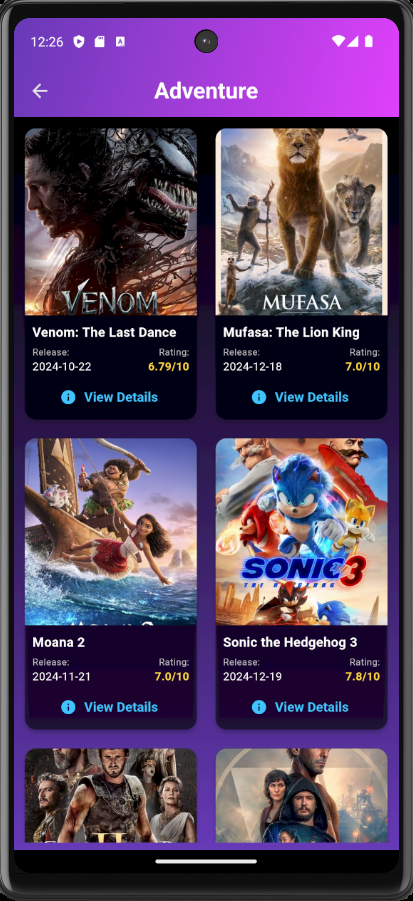 12:26
Adventure
VENOM
MUFASA
Venom: The Last Dance
Mufasa: The Lion King
Release: Rating:
Release: Rating:
2024-10-22 6.79/10
2024-12-18 7.0/10
View Details
View Details
SONIC 3
THE HEDGEHOG
Moana 2
Sonic the Hedgehog 3
Release: Rating:
Release: Rating:
2024-11-21 7.0/10
2024-12-19 7.8/10
View Details
View Details